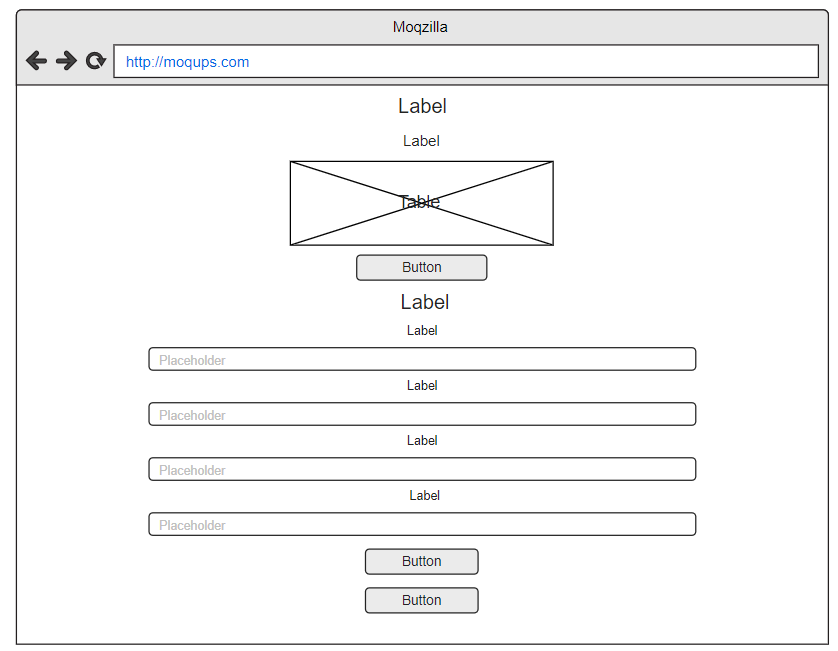 Moqzilla
http://moqups.com
Label
Label
Table
Button
Label
Label
Placeholder
Label
Placeholder
Label
Placeholder
Label
Placeholder
Button
Button